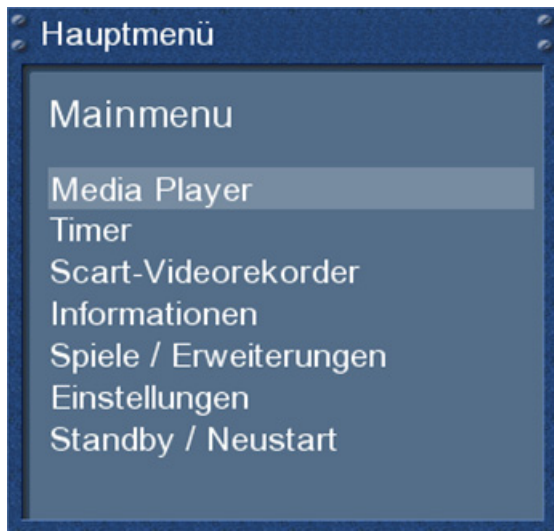 Hauptmenü
Mainmenu
Media Player
Timer
Scart-Videorekorder
Informationen
Spiele / Erweiterungen
Einstellungen
Standby / Neustart